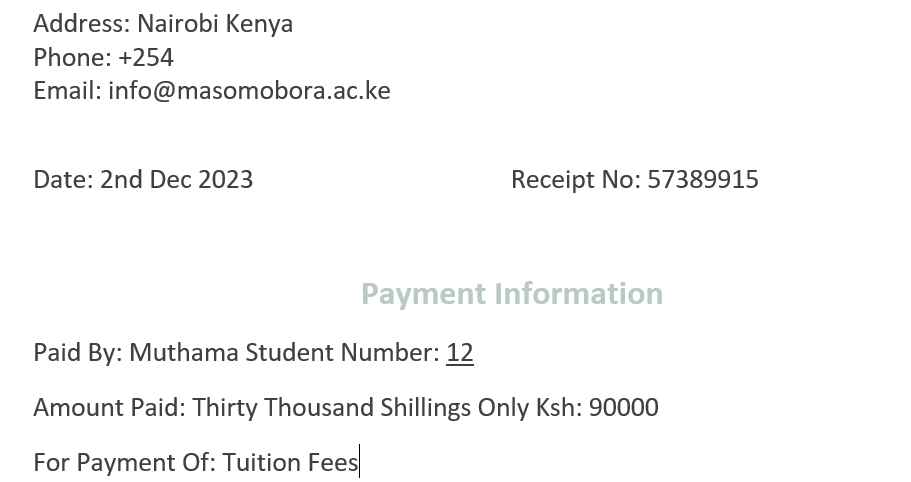 Address: Nairobi Kenya
Phone: +254
Email: info@masomobora.ac.ke
Date: 2nd Dec 2023 Receipt No: 57389915
Payment Information
Paid By: Muthama Student Number: 12
Amount Paid: Thirty Thousand Shillings Only Ksh: 90000
For Payment Of: Tuition Fees